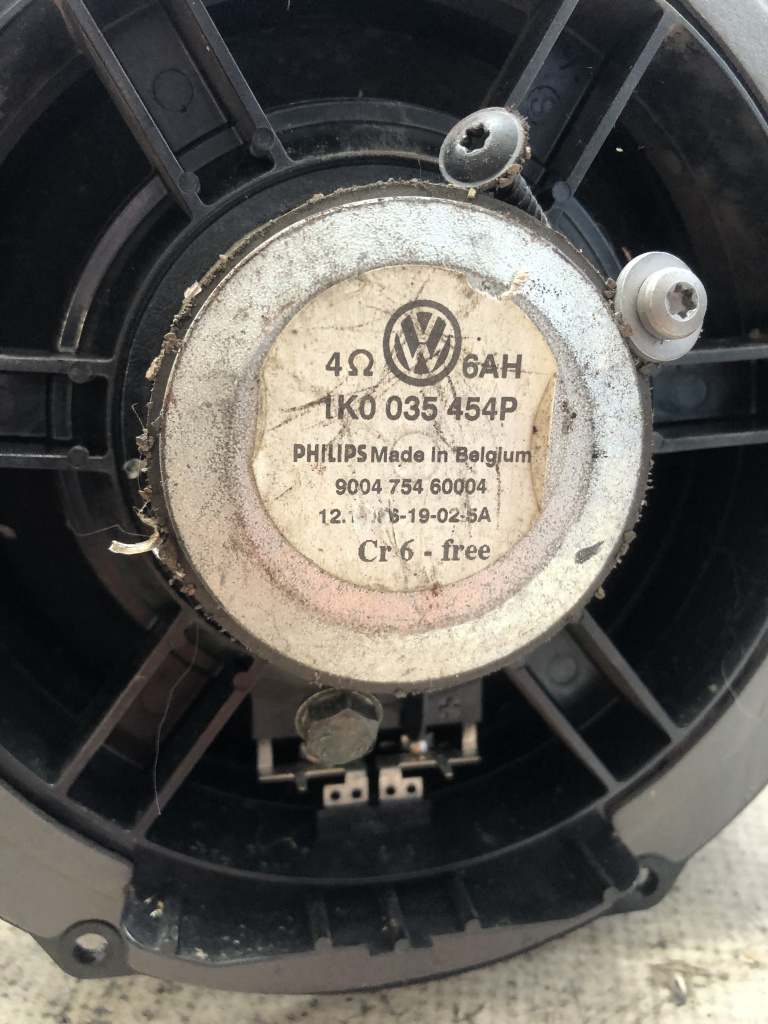 4Ω 6AH
1K0 035 454P
PHILIPS Made in Belgium
9004 754 60004
Cr 6 - free